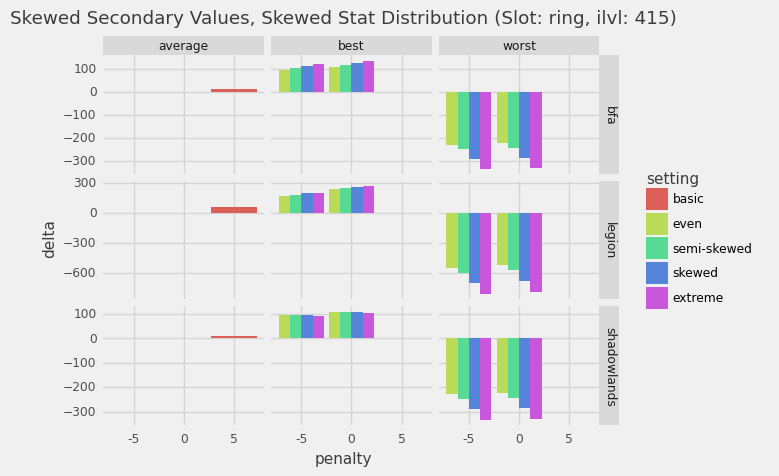 Skewed Secondary Values, Skewed Stat Distribution (Slot: ring, ilvl: 415)
average best worst
100
0
−100
−200
−300
bfa
300
0
−300
−600
legion
100
0
−100
−200
−300
shadowlands
delta
-5 0 5 -5 0 5 -5 0 5
penalty
setting
basic
even
semi-skewed
skewed
extreme